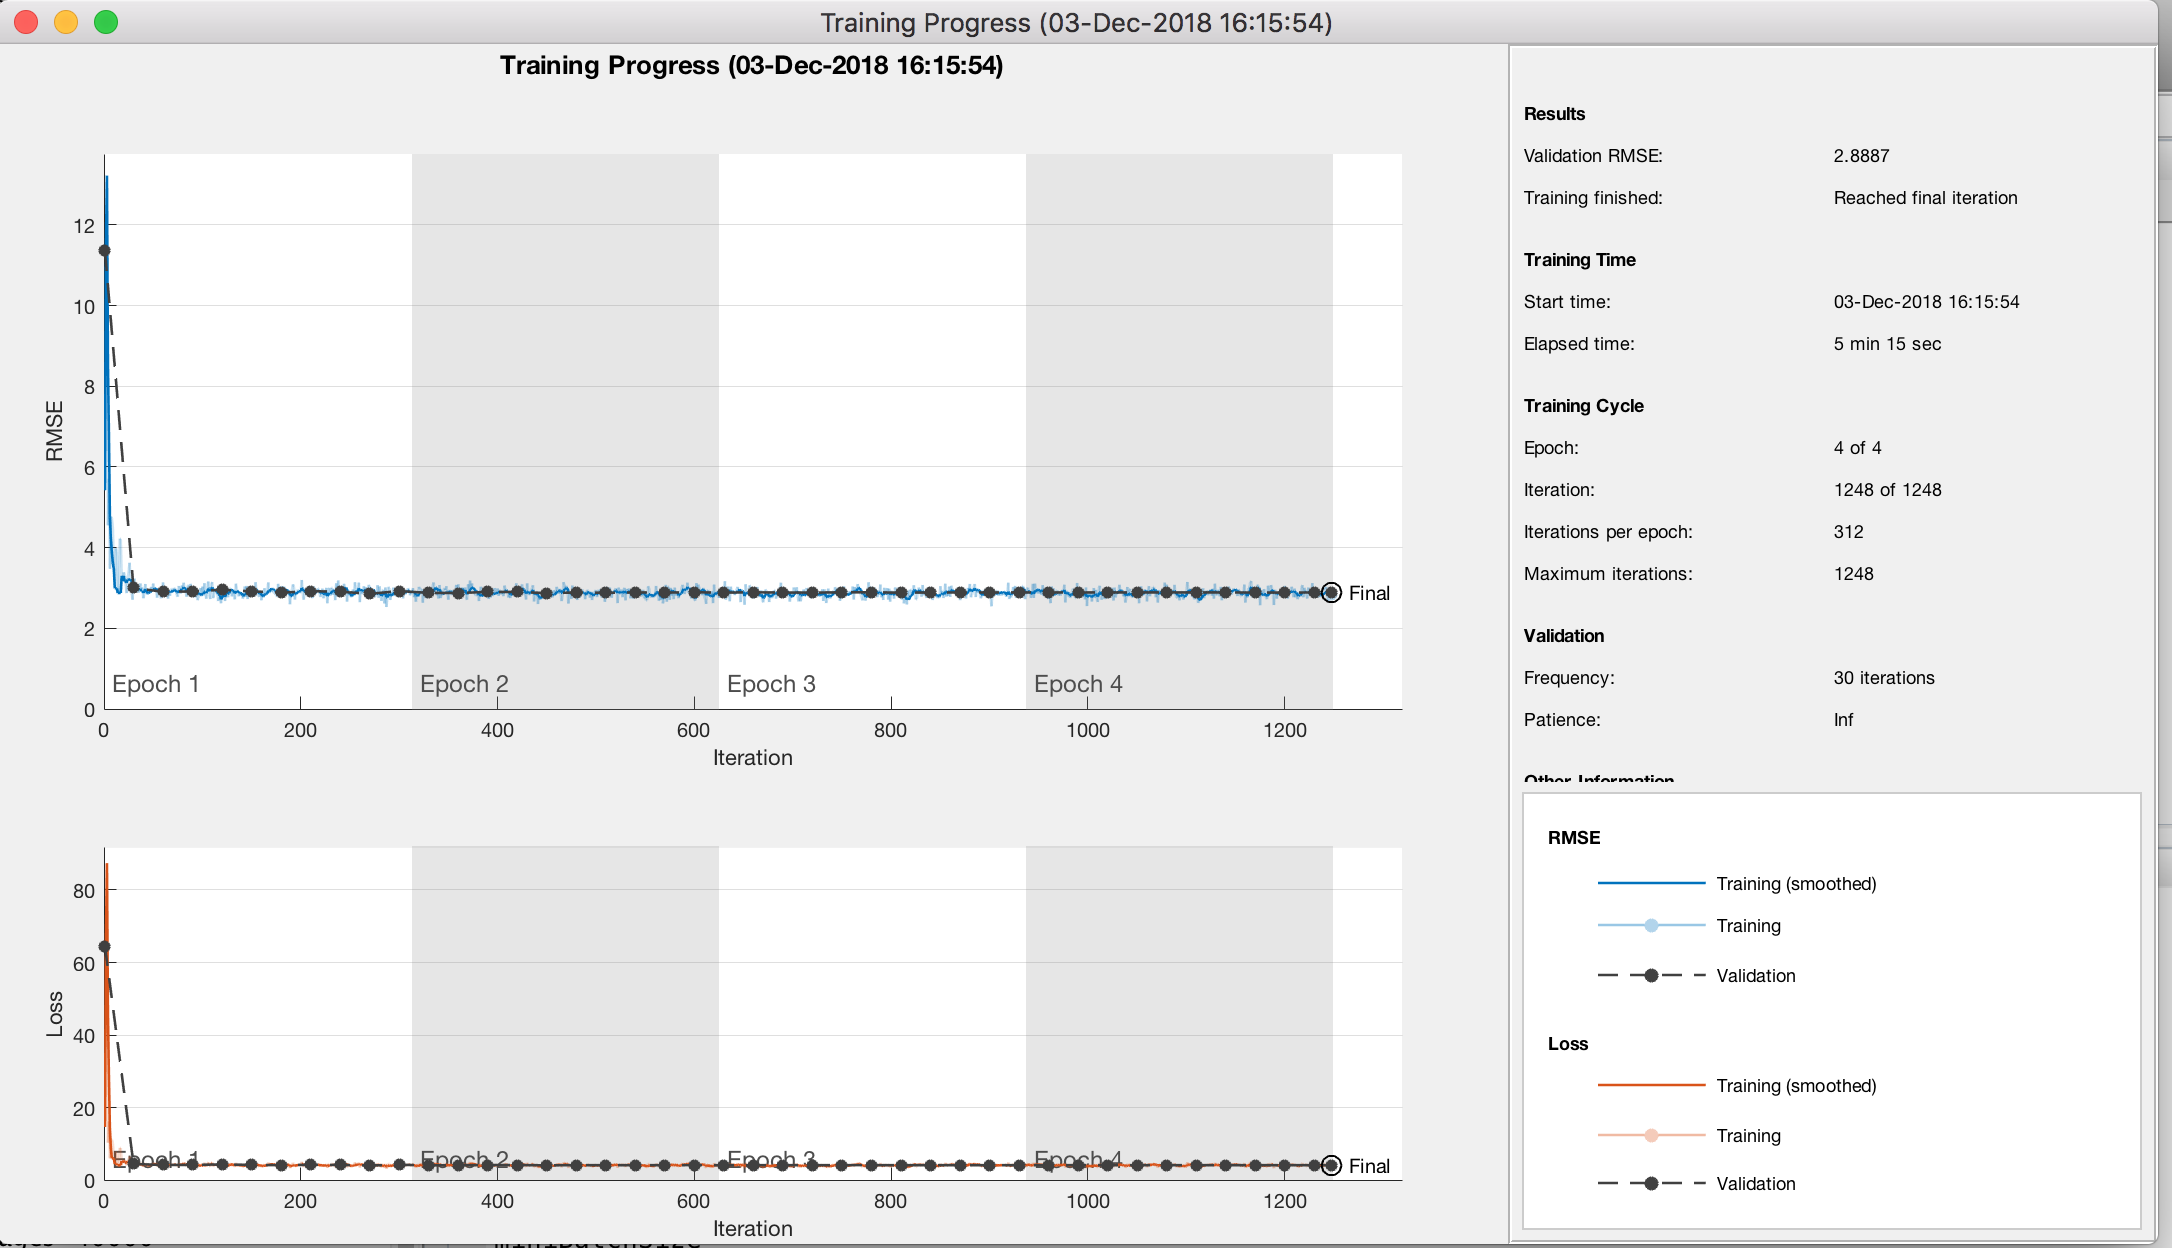 Training Progress (03-Dec-2018 16:15:54)
Training Progress (03-Dec-2018 16:15:54)
12
10
8
6
4
2
0
RMSE
Epoch 1
Epoch 2
Epoch 3
Epoch 4
Final
0 200 400 600 800 1000 1200
Iteration
80
60
40
20
0
Loss
Epoch 1
Epoch 2
Epoch 3
Epoch 4
Final
0 200 400 600 800 1000 1200
Iteration
Results
Validation RMSE: 2.8887
Training finished: Reached final iteration
Training Time
Start time: 03-Dec-2018 16:15:54
Elapsed time: 5 min 15 sec
Training Cycle
Epoch: 4 of 4
Iteration: 1248 of 1248
Iterations per epoch: 312
Maximum iterations: 1248
Validation
Frequency: 30 iterations
Patience: Inf
Other Information
RMSE
Training (smoothed)
Training
Validation
Loss
Training (smoothed)
Training
Validation